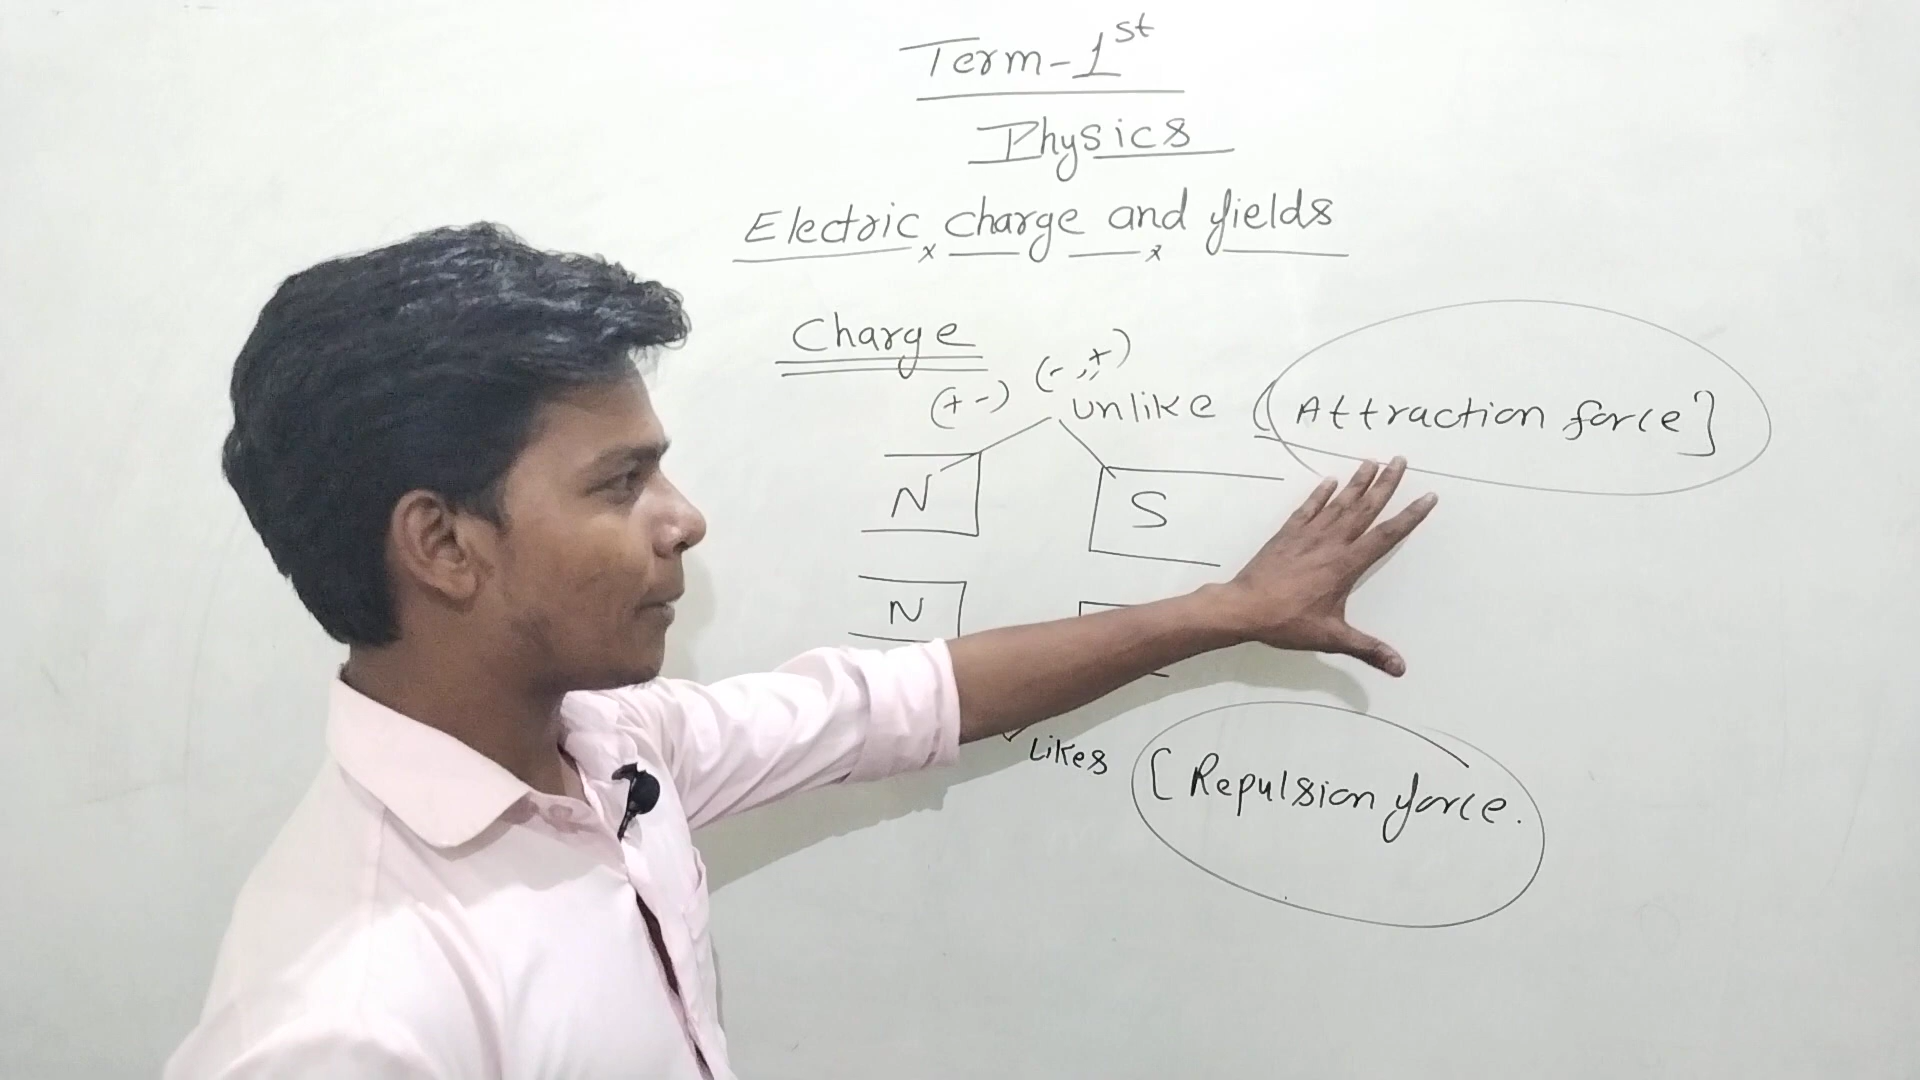 Term-1st
Physics
Electric charge and fields
Charge
(+ -) (- , +)
unlike [Attraction force]
N S
N
Likes [Repulsion force.